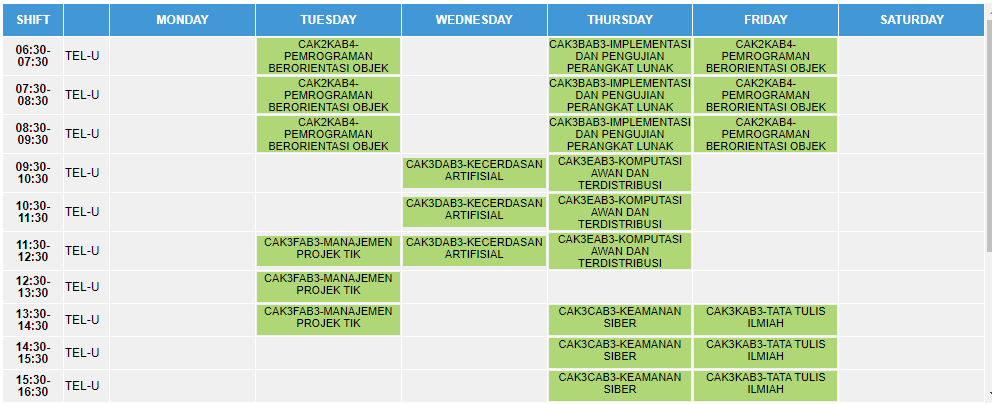 SHIFT MONDAY TUESDAY WEDNESDAY THURSDAY FRIDAY SATURDAY
06:30-
07:30
TEL-U
CAK2KAB4-
PEMROGRAMAN
BERORIENTASI OBJEK
CAK3BAB3-IMPLEMENTASI
DAN PENGUJIAN
PERANGKAT LUNAK
CAK2KAB4-
PEMROGRAMAN
BERORIENTASI OBJEK
07:30-
08:30
TEL-U
CAK2KAB4-
PEMROGRAMAN
BERORIENTASI OBJEK
CAK3BAB3-IMPLEMENTASI
DAN PENGUJIAN
PERANGKAT LUNAK
CAK2KAB4-
PEMROGRAMAN
BERORIENTASI OBJEK
08:30-
09:30
TEL-U
CAK2KAB4-
PEMROGRAMAN
BERORIENTASI OBJEK
CAK3BAB3-IMPLEMENTASI
DAN PENGUJIAN
PERANGKAT LUNAK
CAK2KAB4-
PEMROGRAMAN
BERORIENTASI OBJEK
09:30-
10:30
TEL-U
CAK3DAB3-KECERDASAN
ARTIFISIAL
CAK3EAB3-KOMPUTASI
AWAN DAN
TERDISTRIBUSI
10:30-
11:30
TEL-U
CAK3DAB3-KECERDASAN
ARTIFISIAL
CAK3EAB3-KOMPUTASI
AWAN DAN
TERDISTRIBUSI
11:30-
12:30
TEL-U
CAK3FAB3-MANAJEMEN
PROJEK TIK
CAK3DAB3-KECERDASAN
ARTIFISIAL
CAK3EAB3-KOMPUTASI
AWAN DAN
TERDISTRIBUSI
12:30-
13:30
TEL-U
CAK3FAB3-MANAJEMEN
PROJEK TIK
13:30-
14:30
TEL-U
CAK3FAB3-MANAJEMEN
PROJEK TIK
CAK3CAB3-KEAMANAN
SIBER
CAK3KAB3-TATA TULIS
ILMIAH
14:30-
15:30
TEL-U
CAK3CAB3-KEAMANAN
SIBER
CAK3KAB3-TATA TULIS
ILMIAH
15:30-
16:30
TEL-U
CAK3CAB3-KEAMANAN
SIBER
CAK3KAB3-TATA TULIS
ILMIAH